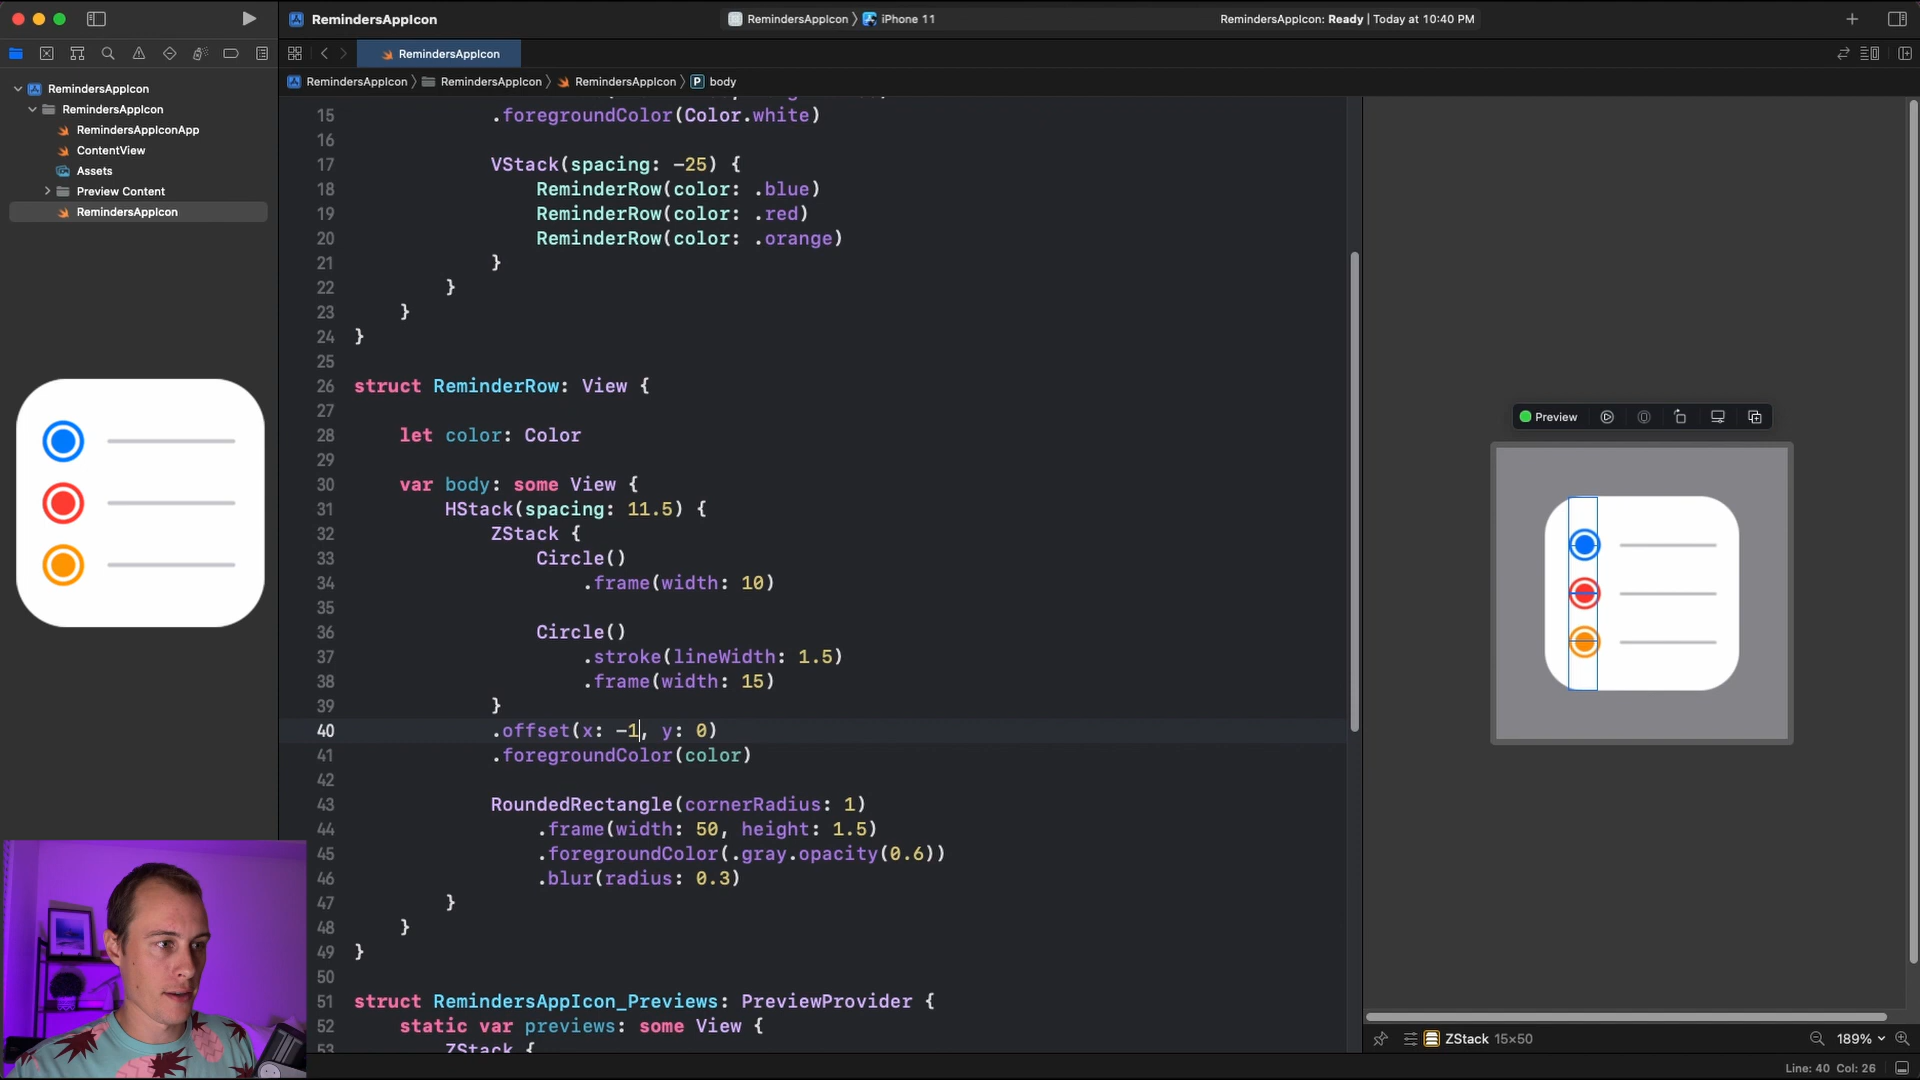 RemindersAppIcon
RemindersAppIcon
iPhone 11
RemindersAppIcon: Ready | Today at 10:40 PM
RemindersAppIcon
RemindersAppIcon
RemindersAppIcon
RemindersAppIcon
P
body
RemindersAppIcon
RemindersAppIcon
RemindersAppIconApp
ContentView
Assets
Preview Content
RemindersAppIcon
15 .foregroundColor(Color.white)
16
17 VStack(spacing: -25) {
18 ReminderRow(color: .blue)
19 ReminderRow(color: .red)
20 ReminderRow(color: .orange)
21 }
22 }
23 }
24 }
25
26 struct ReminderRow: View {
27
28 let color: Color
29
30 var body: some View {
31 HStack(spacing: 11.5) {
32 ZStack {
33 Circle()
34 .frame(width: 10)
35
36 Circle()
37 .stroke(lineWidth: 1.5)
38 .frame(width: 15)
39 }
40 .offset(x: -1, y: 0)
41 .foregroundColor(color)
42
43 RoundedRectangle(cornerRadius: 1)
44 .frame(width: 50, height: 1.5)
45 .foregroundColor(.gray.opacity(0.6))
46 .blur(radius: 0.3)
47 }
48 }
49 }
50
51 struct RemindersAppIcon_Previews: PreviewProvider {
52 static var previews: some View {
53 ZStack {
Preview
ZStack 15×50
189%
Line: 40 Col: 26